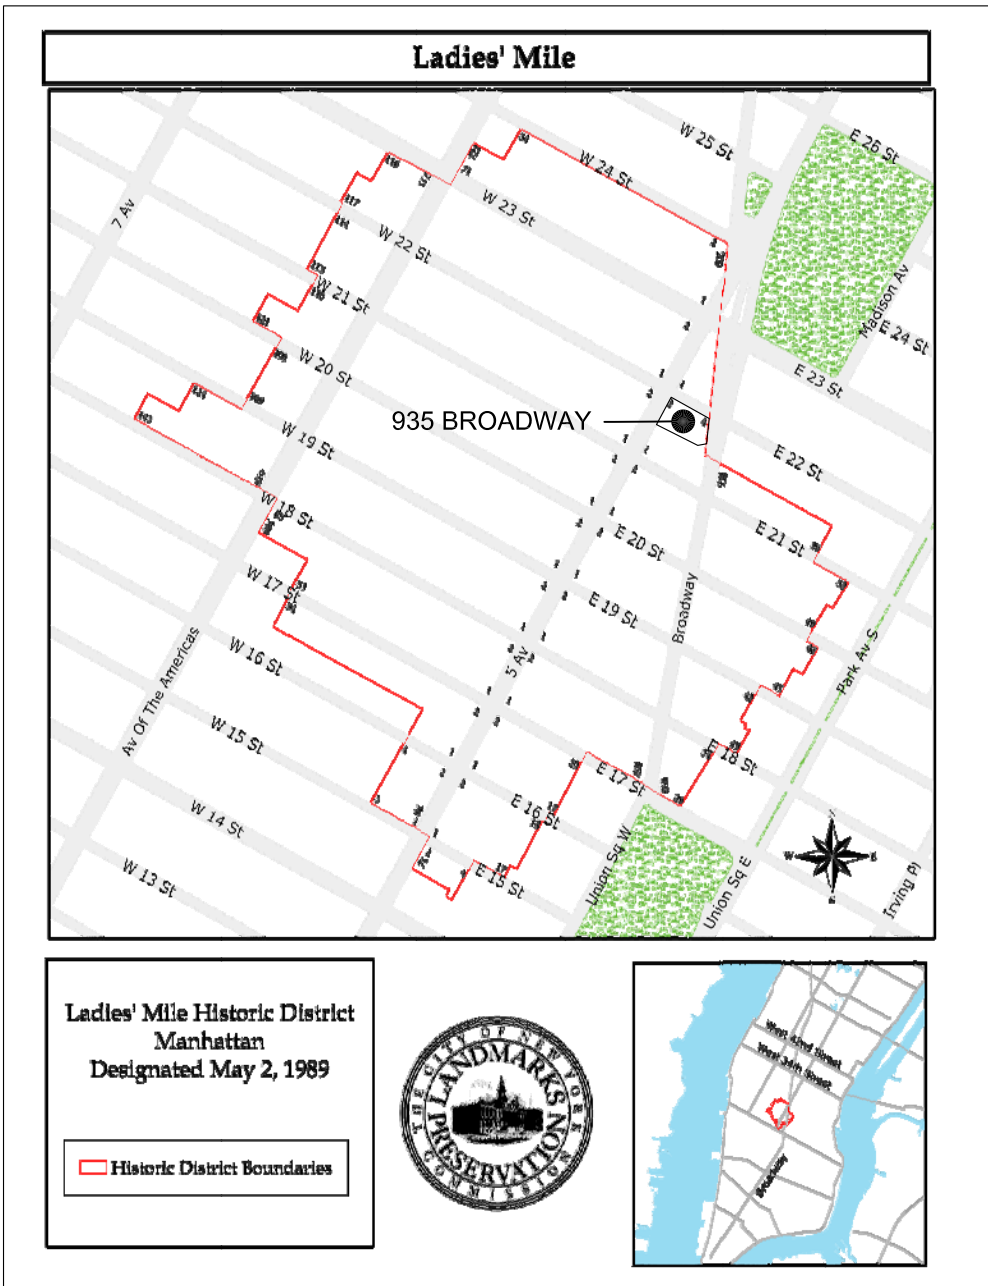 Ladies' Mile
W 25 St
E 26 St
W 24 St
7 Av
W 23 St
W 22 St
Madison Av
W 21 St
E 24 St
W 20 St
E 23 St
935 BROADWAY
W 19 St
E 22 St
W 18 St
E 21 St
E 20 St
W 17 St
E 19 St
Broadway
W 16 St
5 Av
Park Av S
Av Of The Americas
W 15 St
E 18 St
E 17 St
W 14 St
E 16 St
Union Sq W
W 13 St
E 15 St
Union Sq E
Irving Pl
W
E
Ladies' Mile Historic District
Manhattan
Designated May 2, 1989
Historic District Boundaries
THE CITY OF NEW YORK
LANDMARKS
PRESERVATION
COMMISSION
West 42nd Street
West 34th Street
Broadway